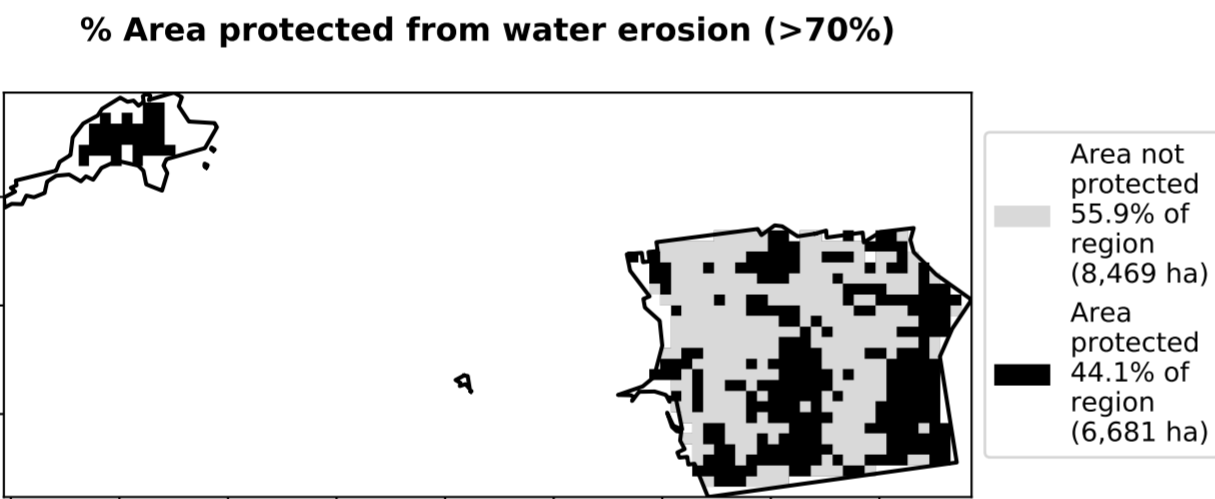 % Area protected from water erosion (>70%)
Area not
protected
55.9% of
region
(8,469 ha)
Area
protected
44.1% of
region
(6,681 ha)